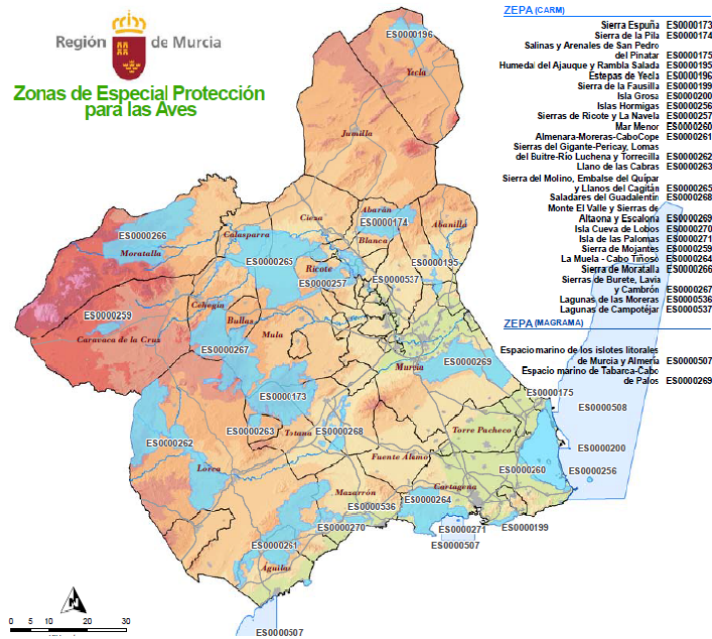 Región de Murcia
Zonas de Especial Protección
para las Aves
ZEPA (CARM)
Sierra Espuña ES0000173
Sierra de la Pila ES0000174
Salinas y Arenales de San Pedro
del Pinatar ES0000175
Humedal del Ajauque y Rambla Salada ES0000195
Estepas de Yecla ES0000196
Sierra de la Fausilla ES0000199
Isla Grosa ES0000200
Islas Hormigas ES0000256
Sierras de Ricote y La Navela ES0000257
Mar Menor ES0000260
Almenara-Moreras-CaboCope ES0000261
Sierras del Gigante-Pericay, Lomas
del Buitre-Río Luchena y Torrecilla ES0000262
Llano de las Cabras ES0000263
Sierra del Molino, Embalse del Quípar
y Llanos del Cagitán ES0000265
Saladares del Guadalentín ES0000268
Monte El Valle y Sierras de
Altaona y Escalona ES0000269
Isla Cueva de Lobos ES0000270
Isla de las Palomas ES0000271
Sierra de Mojantes ES0000259
La Muela - Cabo Tiñoso ES0000264
Sierra de Moratalla ES0000266
Sierras de Burete, Lavia
y Cambrón ES0000267
Lagunas de las Moreras ES0000536
Lagunas de Campotéjar ES0000537
ZEPA (MAGRAMA)
Espacio marino de los islotes litorales
de Murcia y Almería ES0000507
Espacio marino de Tabarca-Cabo
de Palos ES0000269
ES0000196
Yecla
Jumilla
Cieza
Abarán
ES0000174
Blanca
Abanilla
ES0000266
Moratalla
Calasparra
ES0000265
Ricote
ES0000257
ES0000195
ES0000537
ES0000259
Caravaca de la Cruz
Cehegín
Bullas
Mula
ES0000267
Murcia
ES0000269
ES0000173
ES0000175
ES0000508
ES0000263
Totana
ES0000268
Torre Pacheco
ES0000262
Lorca
Fuente Álamo
ES0000200
ES0000260
ES0000256
Mazarrón
Cartagena
ES0000264
ES0000536
ES0000270
ES0000271
ES0000199
ES0000507
ES0000261
Águilas
ES0000507
0 5 10 20 30